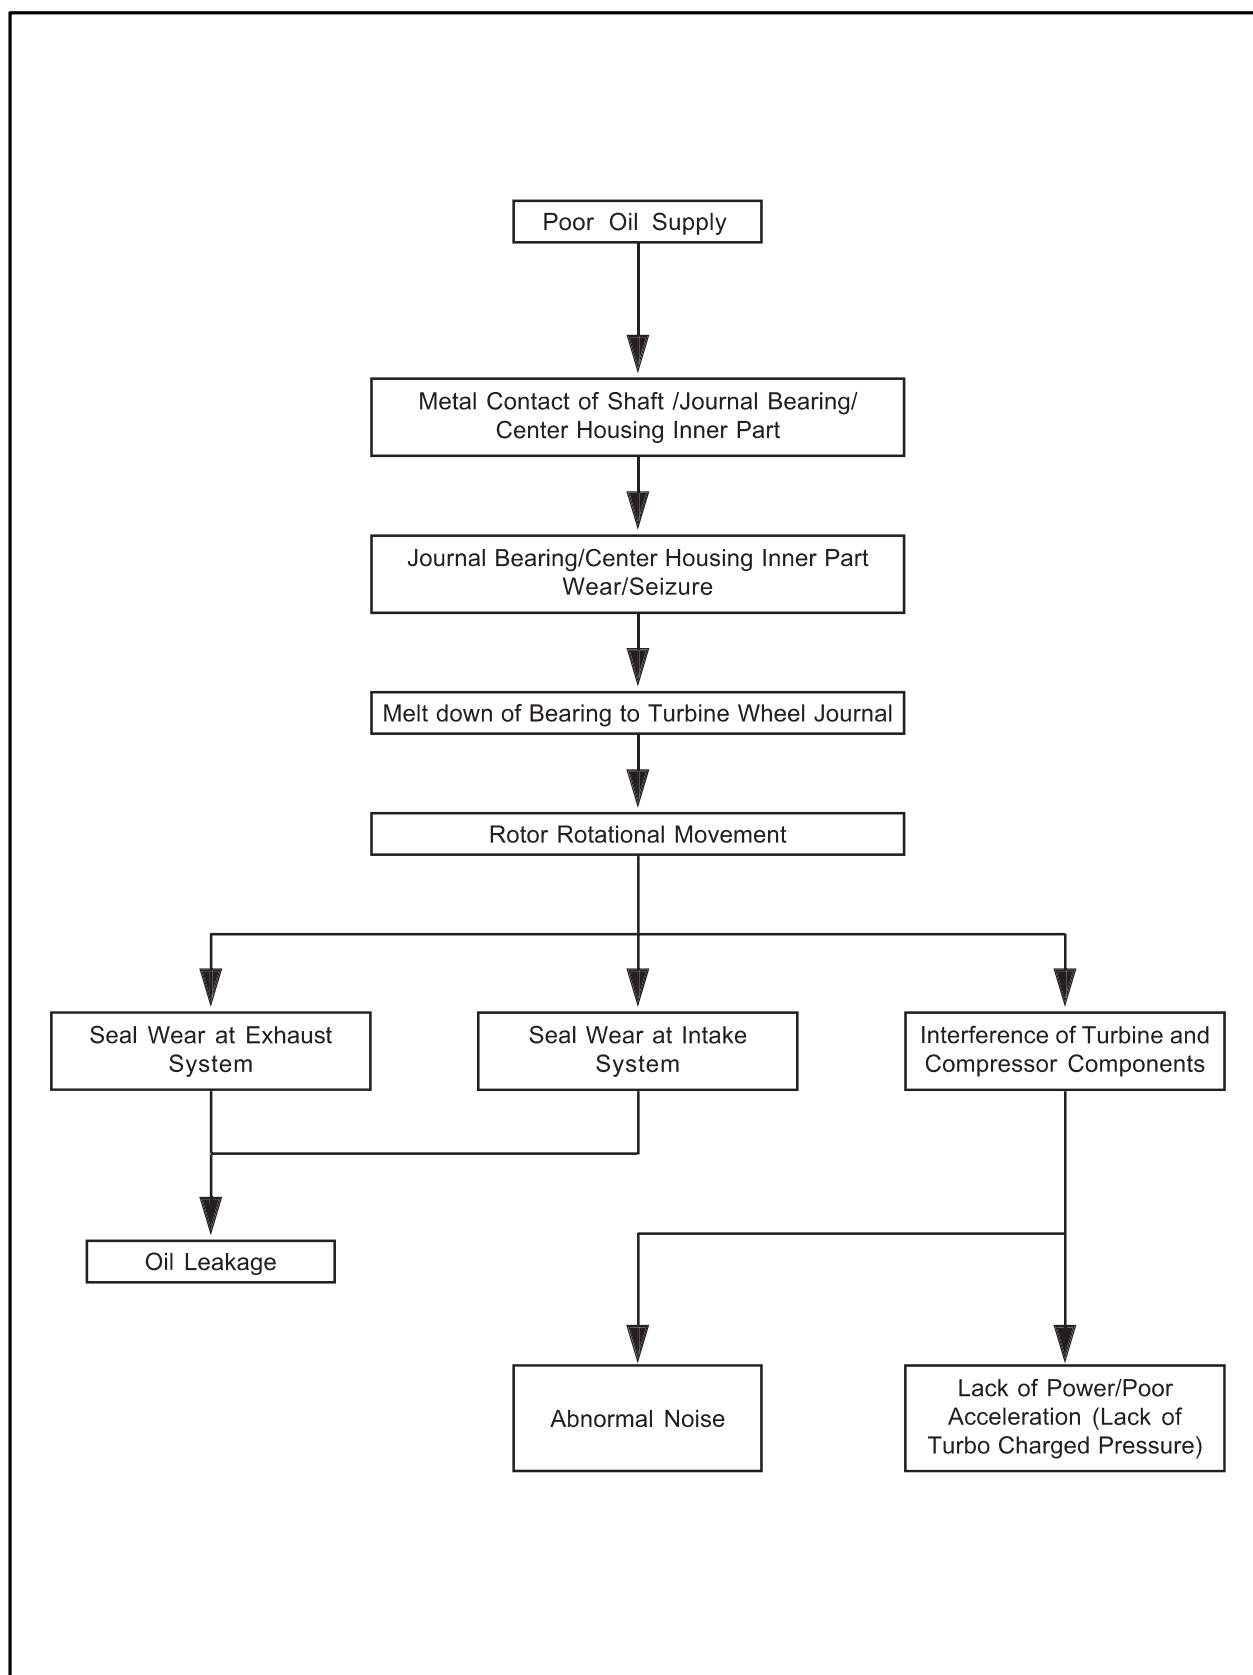 Poor Oil Supply
Metal Contact of Shaft /Journal Bearing/
Center Housing Inner Part
Journal Bearing/Center Housing Inner Part
Wear/Seizure
Melt down of Bearing to Turbine Wheel Journal
Rotor Rotational Movement
Seal Wear at Exhaust
System
Seal Wear at Intake
System
Interference of Turbine and
Compressor Components
Oil Leakage
Abnormal Noise
Lack of Power/Poor
Acceleration (Lack of
Turbo Charged Pressure)